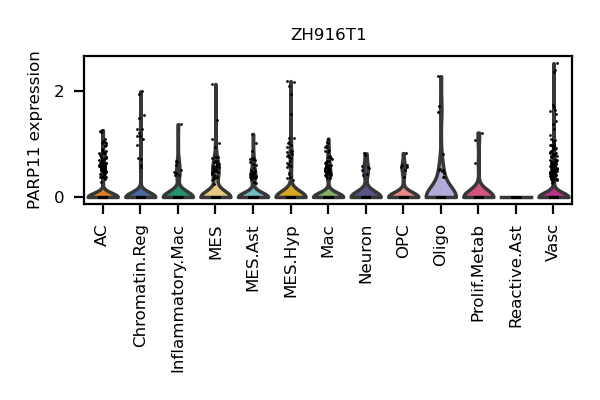 ZH916T1
PARP11 expression
2
0
AC
Chromatin.Reg
Inflammatory.Mac
MES
MES.Ast
MES.Hyp
Mac
Neuron
OPC
Oligo
Prolif.Metab
Reactive.Ast
Vasc